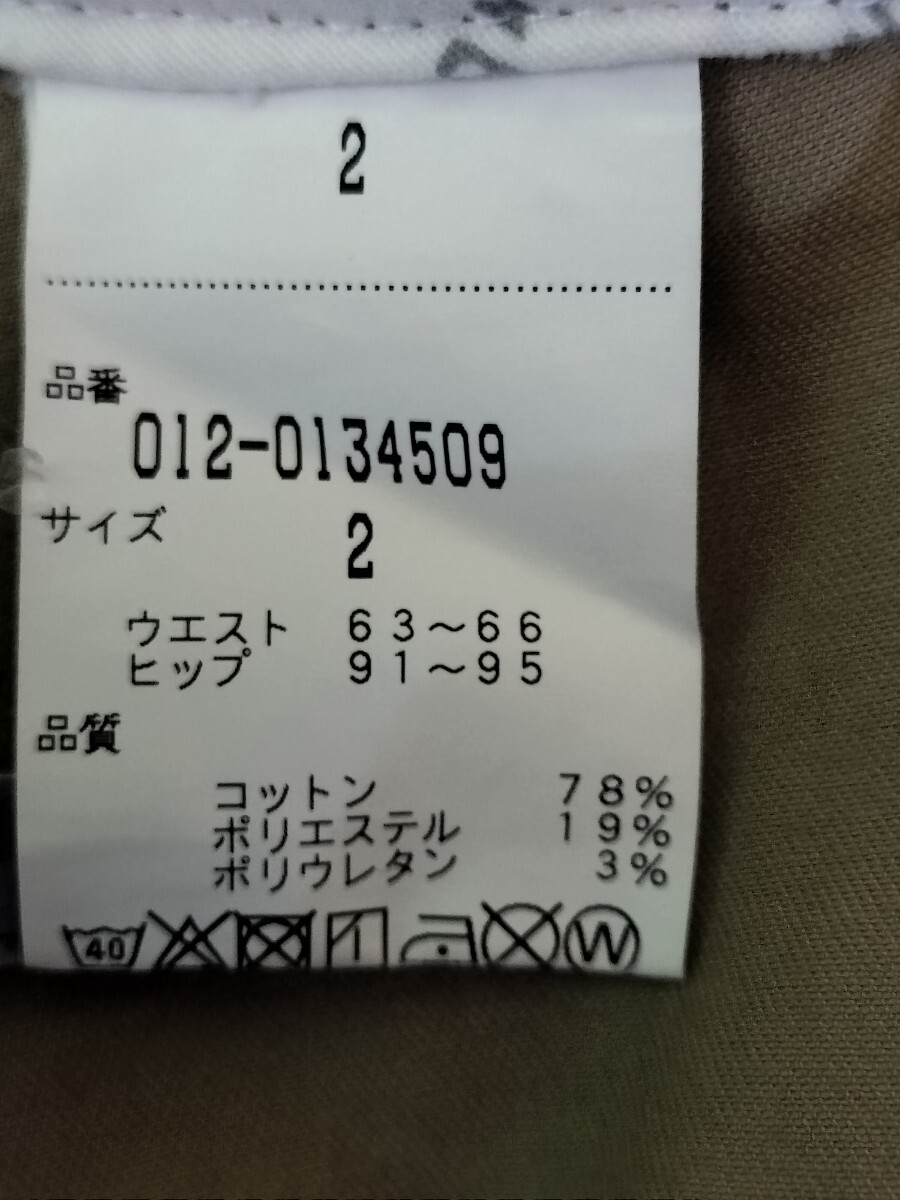 2
品番
012-0134509
サイズ
2
ウエスト 63～66
ヒップ 91～95
品質
コットン 78%
ポリエステル 19%
ポリウレタン 3%
40 W